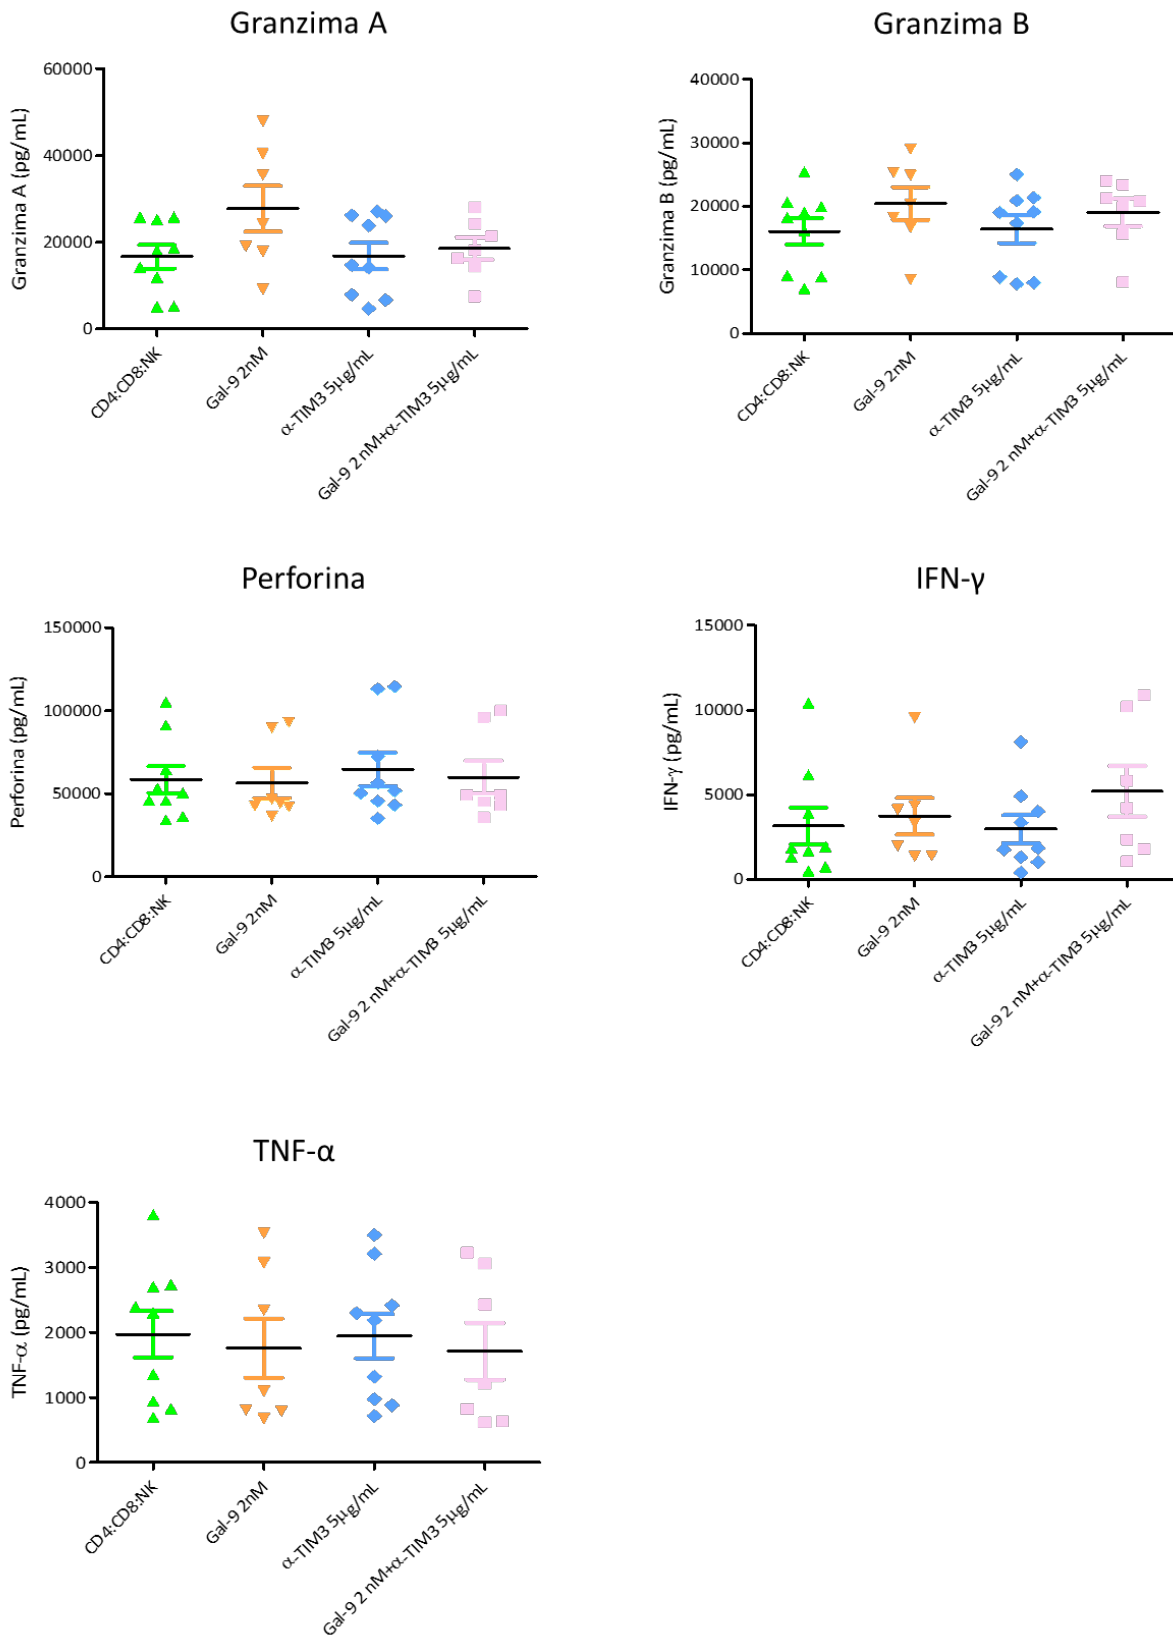 Granzima A
Granzima A (pg/mL)
60000
40000
20000
0
CD4:CD8:NK
Gal-9 2nM
α-TIM3 5µg/mL
Gal-9 2 nM+α-TIM3 5µg/mL
Granzima B
Granzima B (pg/mL)
40000
30000
20000
10000
0
CD4:CD8:NK
Gal-9 2nM
α-TIM3 5µg/mL
Gal-9 2 nM+α-TIM3 5µg/mL
Perforina
Perforina (pg/mL)
150000
100000
50000
0
CD4:CD8:NK
Gal-9 2nM
α-TIM3 5µg/mL
Gal-9 2 nM+α-TIM3 5µg/mL
IFN-γ
IFN-γ (pg/mL)
15000
10000
5000
0
CD4:CD8:NK
Gal-9 2nM
α-TIM3 5µg/mL
Gal-9 2 nM+α-TIM3 5µg/mL
TNF-α
TNF-α (pg/mL)
4000
3000
2000
1000
0
CD4:CD8:NK
Gal-9 2nM
α-TIM3 5µg/mL
Gal-9 2 nM+α-TIM3 5µg/mL